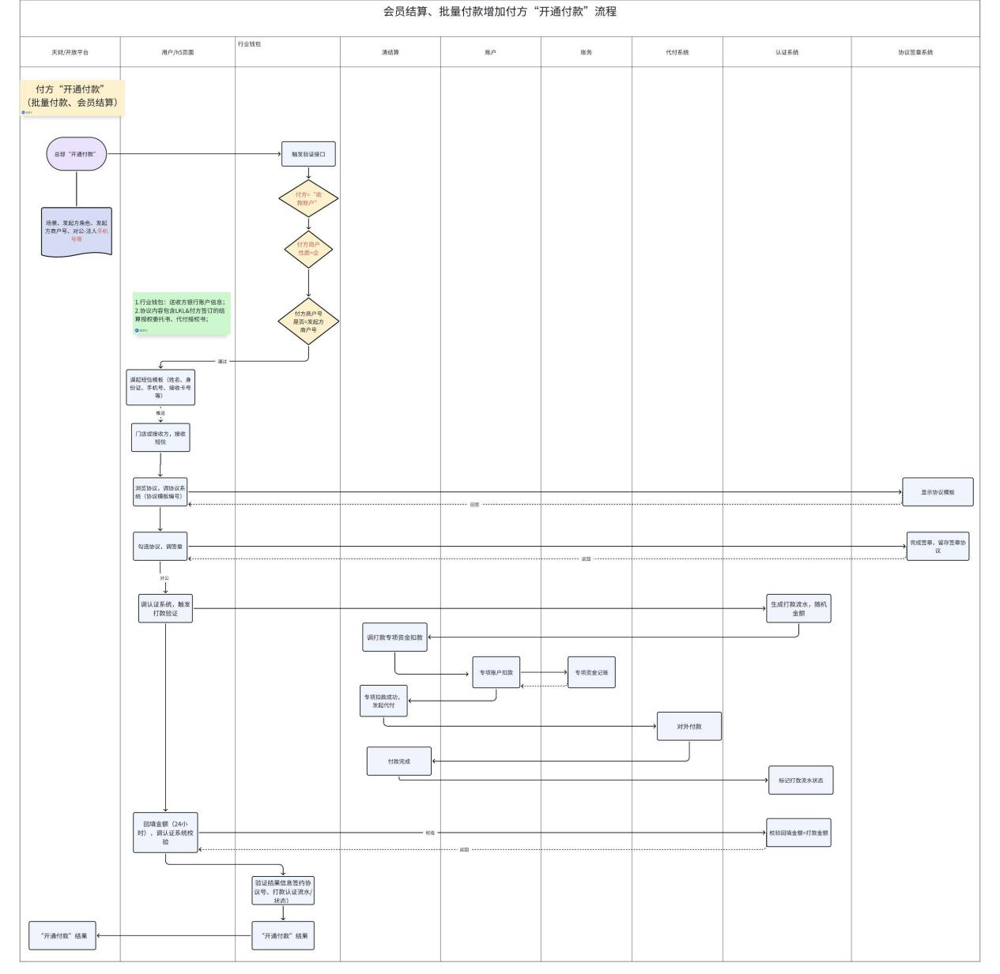 会员结算、批量付款增加付方“开通付款”流程
天财/开放平台
用户/h5页面
行业钱包
清结算
账户
账务
代付系统
认证系统
协议签章系统
付方“开通付款”
（批量付款、会员结算）
总部“开通付款”
触发验证接口
付方=“收
款账户”
场景、发起方角色、发起
方商户号、对公-法人手机
号等
付方商户
性质=企
1.行业钱包：送收方银行账户信息；
2.协议内容包含LKL&付方签订的结
算授权委托书、代付授权书；
付方商户号
是否=发起方
商户号
通过
调起短信模板（姓名、身
份证、手机号、接收卡号
等）
推送
门店或接收方，接收
短信
浏览协议，调协议系
统（协议模板编号）
显示协议模板
回显
勾选协议，调签章
完成签章，留存签章协
议
返回
对公
调认证系统，触发
打款验证
生成打款流水，随机
金额
调打款专项资金扣款
专项账户扣款
专项资金记账
专项扣款成功，
发起代付
对外付款
付款完成
标记打款流水状态
回填金额（24小
时），调认证系统校
验
校验
校验回填金额=打款金额
返回
验证结果信息签约协
议号、打款认证流水/
状态）
“开通付款”结果
“开通付款”结果